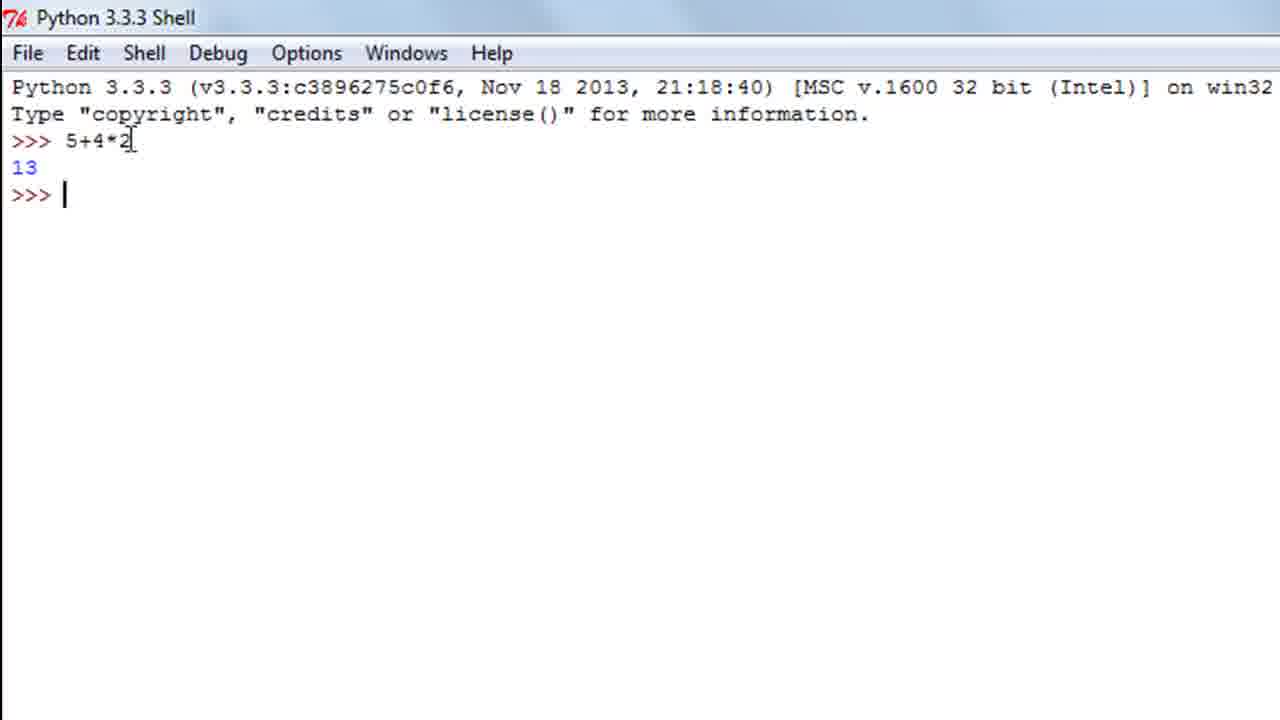 Python 3.3.3 Shell
File Edit Shell Debug Options Windows Help
Python 3.3.3 (v3.3.3:c3896275c0f6, Nov 18 2013, 21:18:40) [MSC v.1600 32 bit (Intel)] on win32
Type "copyright", "credits" or "license()" for more information.
>>> 5+4*2
13
>>>